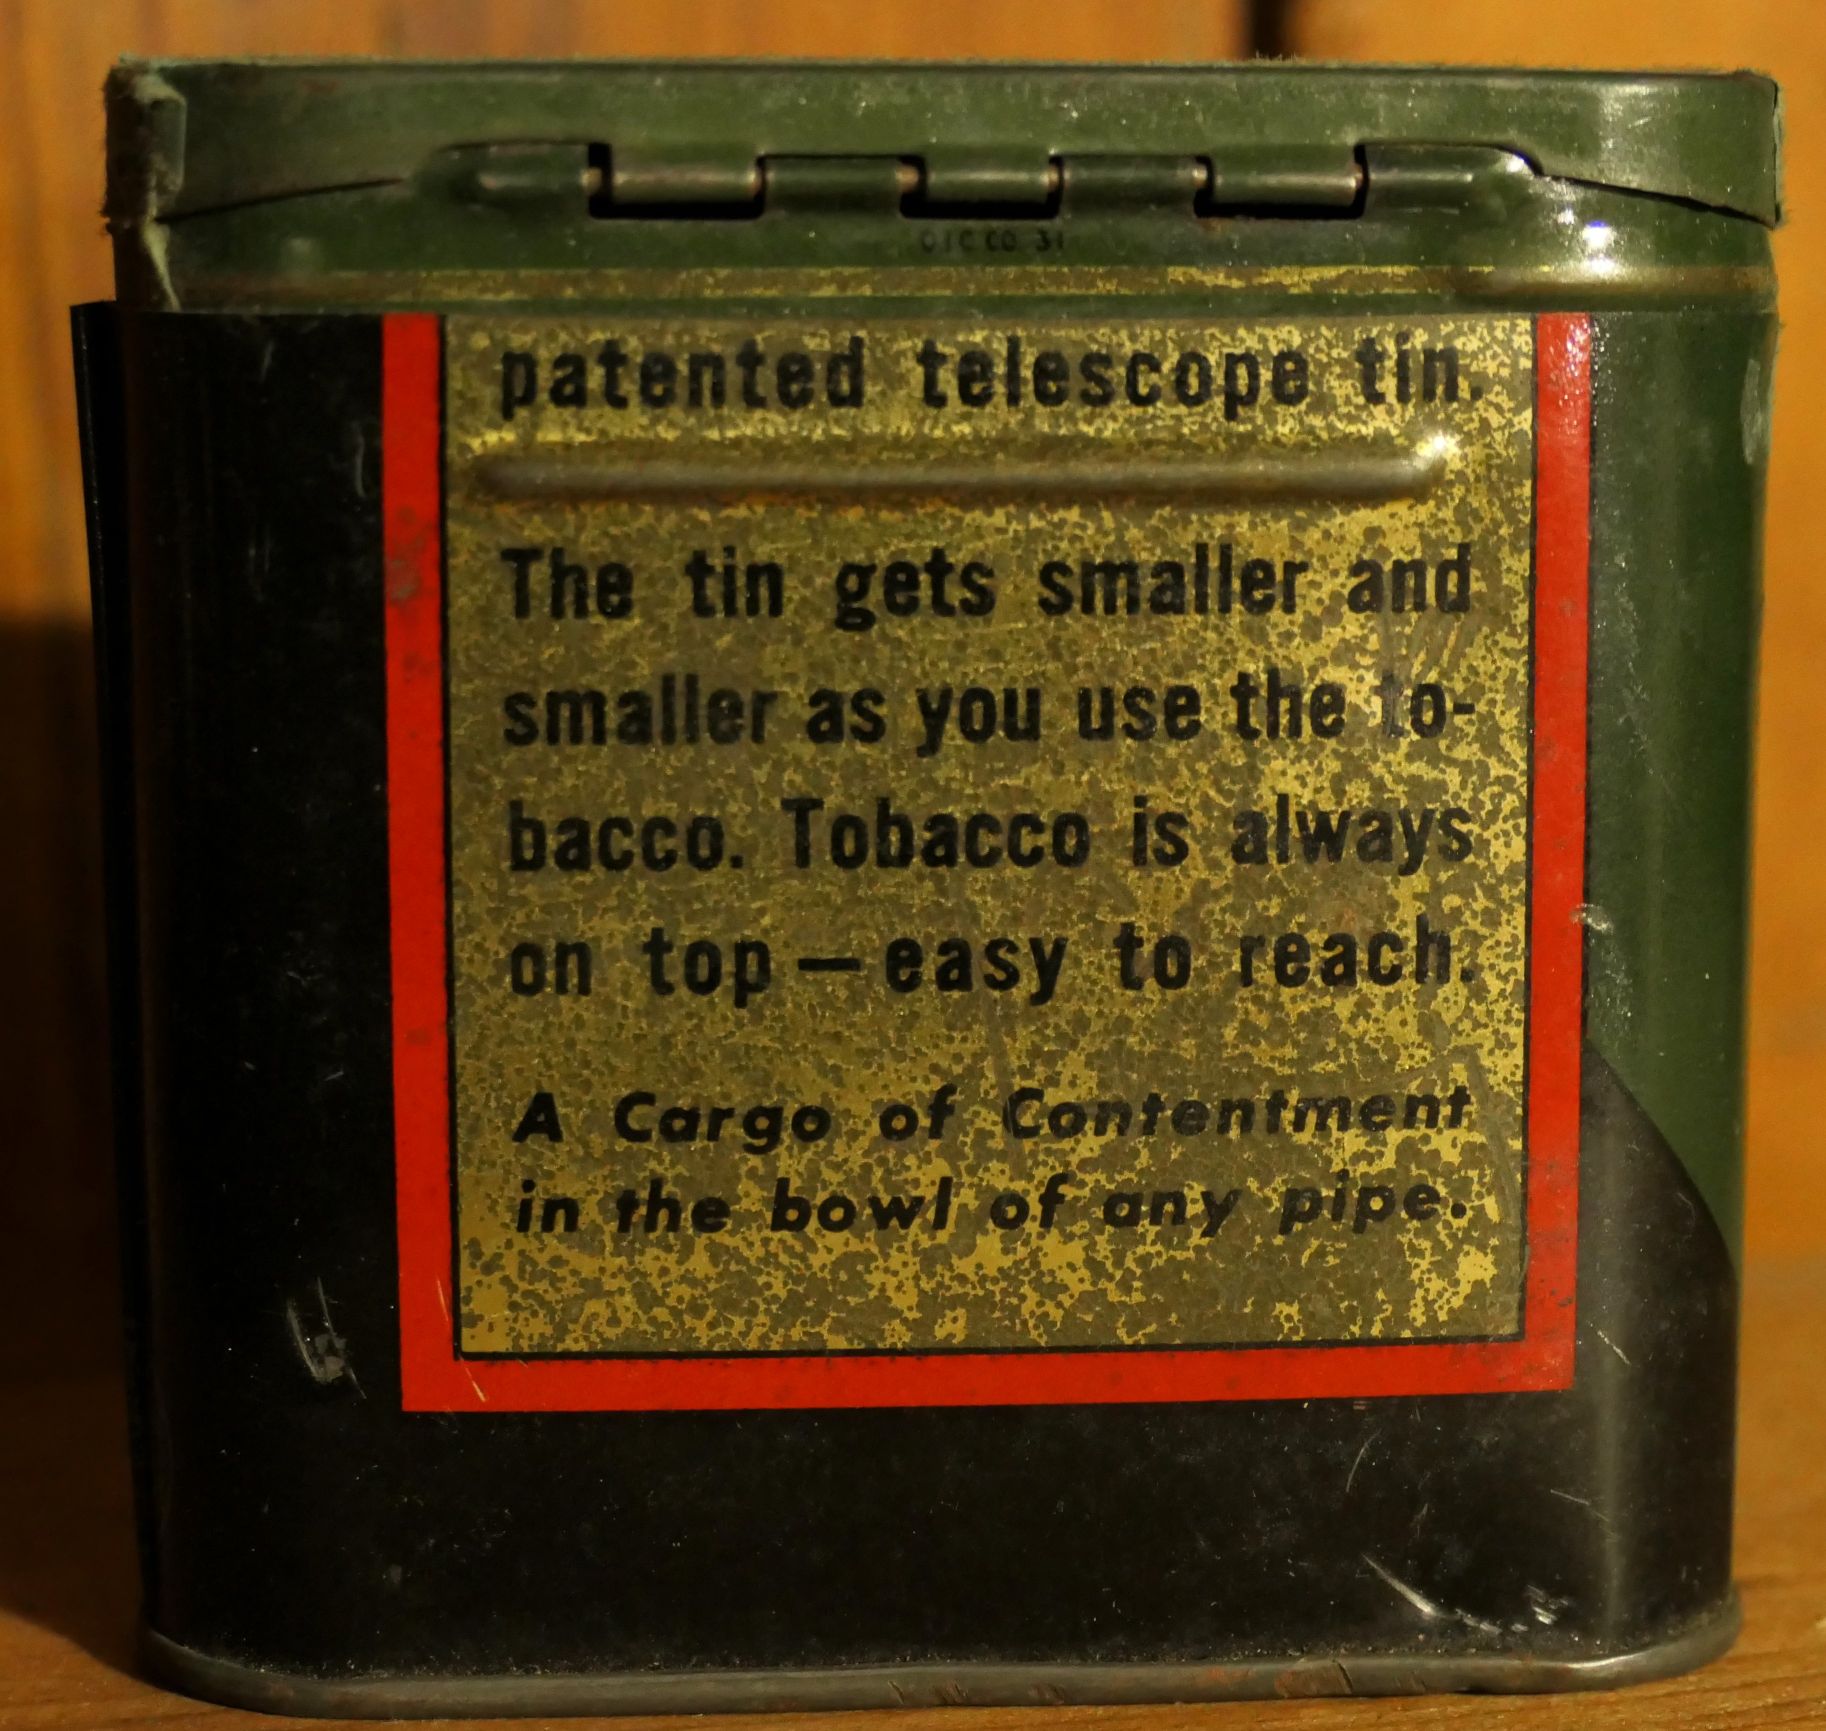 patented telescope tin.
The tin gets smaller and
smaller as you use the to-
bacco. Tobacco is always
on top — easy to reach.
A Cargo of Contentment
in the bowl of any pipe.